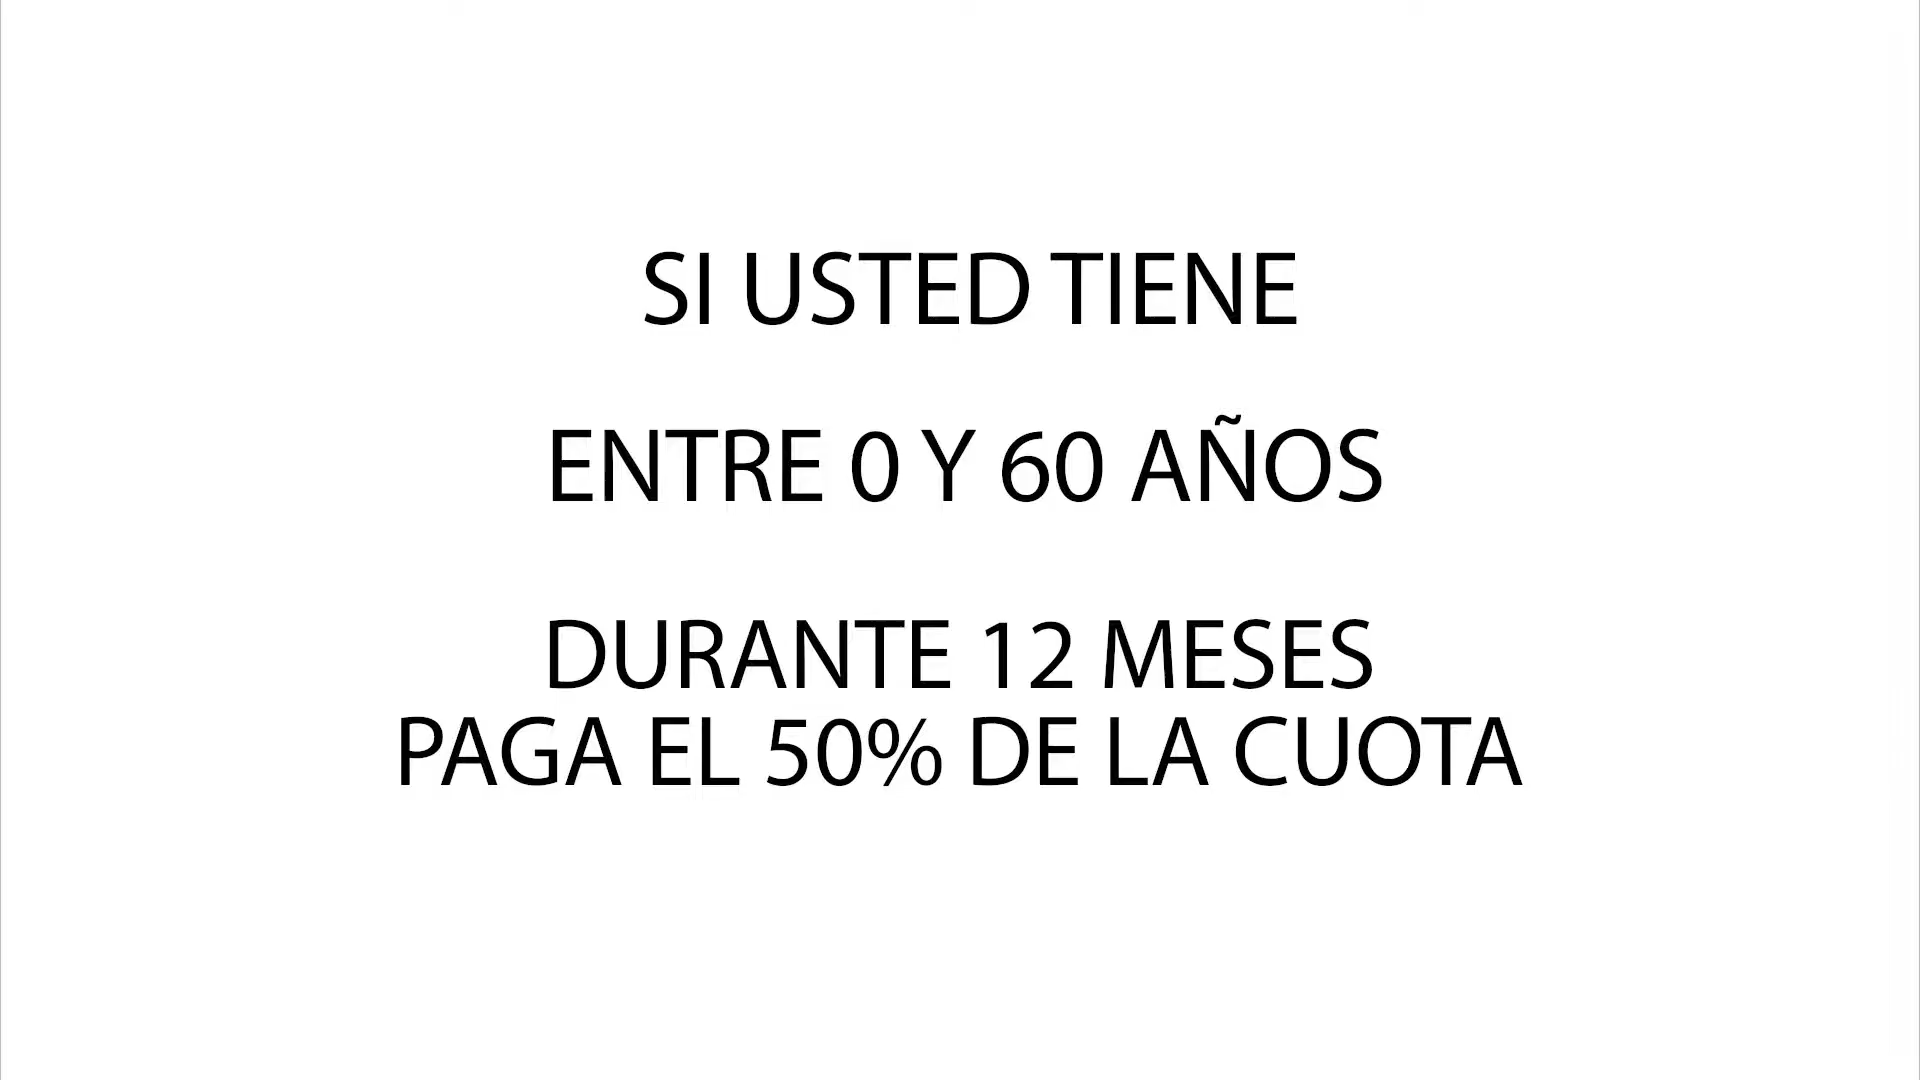 SI USTED TIENE
ENTRE 0 Y 60 AÑOS
DURANTE 12 MESES
PAGA EL 50% DE LA CUOTA